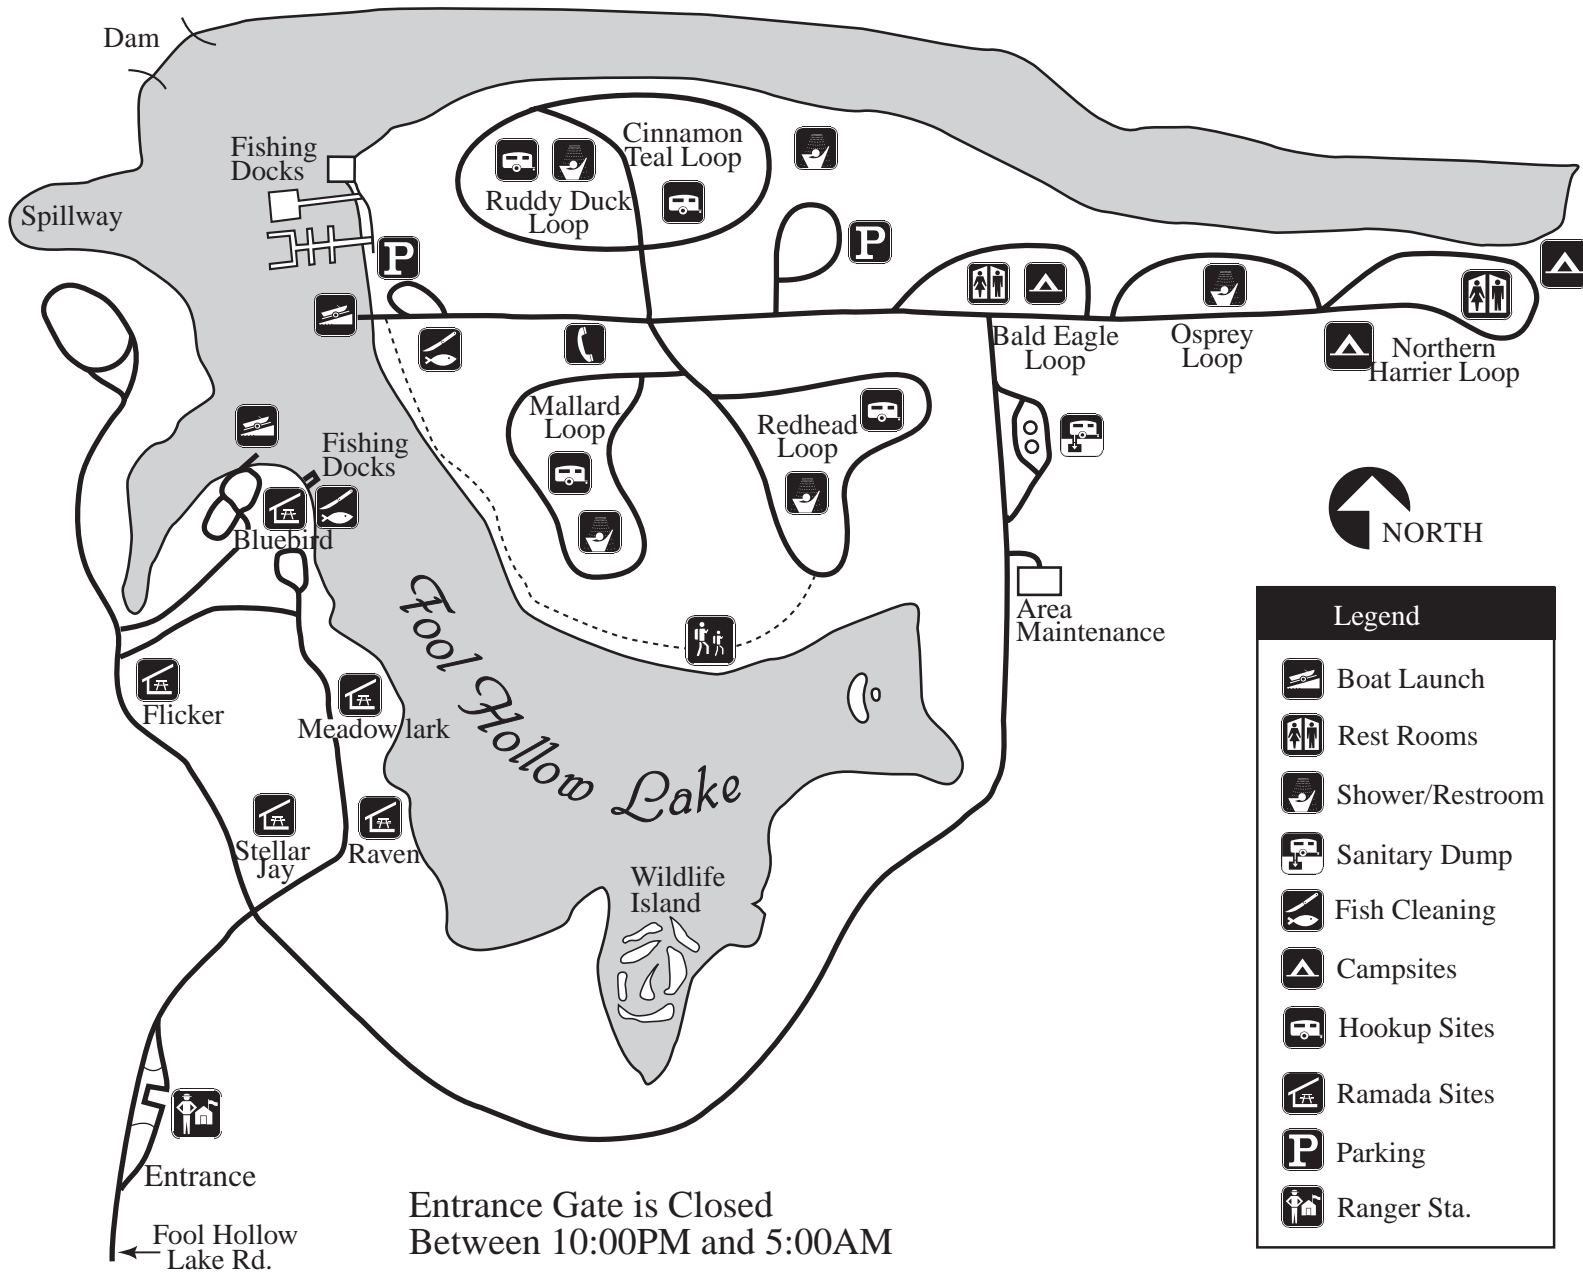 Dam
Fishing
Docks
Spillway
Cinnamon
Teal Loop
Ruddy Duck
Loop
P
P
Bald Eagle
Loop
Osprey
Loop
Northern
Harrier Loop
Mallard
Loop
Redhead
Loop
Fishing
Docks
Bluebird
NORTH
Area
Maintenance
Flicker
Meadow lark
Fool Hollow Lake
Stellar
Jay
Raven
Wildlife
Island
Entrance
Fool Hollow
Lake Rd.
Entrance Gate is Closed
Between 10:00PM and 5:00AM
Legend
Boat Launch
Rest Rooms
Shower/Restroom
Sanitary Dump
Fish Cleaning
Campsites
Hookup Sites
Ramada Sites
P Parking
Ranger Sta.